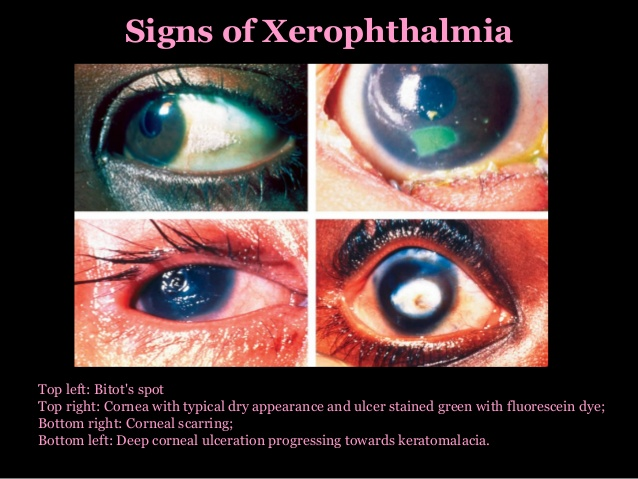 Signs of Xerophthalmia
Top left: Bitot's spot
Top right: Cornea with typical dry appearance and ulcer stained green with fluorescein dye;
Bottom right: Corneal scarring;
Bottom left: Deep corneal ulceration progressing towards keratomalacia.